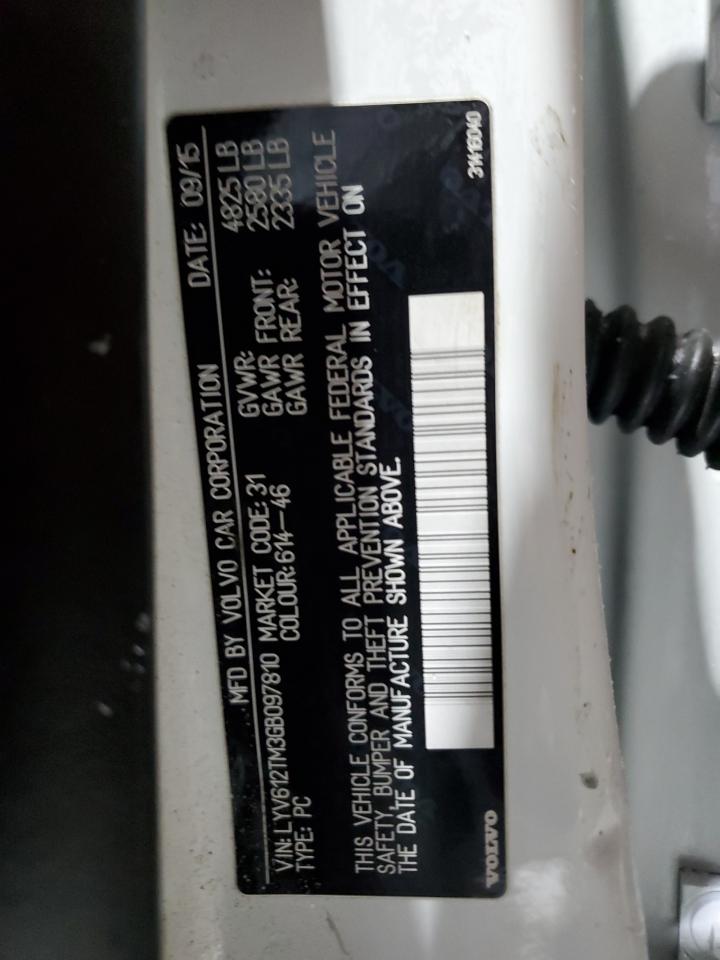 MFD BY VOLVO CAR CORPORATION DATE: 09/15
VIN: LYV612TM3GB097810 MARKET CODE: 31 GVWR: 4825 LB
TYPE: PC COLOUR: 614-46 GAWR FRONT: 2580 LB
GAWR REAR: 2335 LB
THIS VEHICLE CONFORMS TO ALL APPLICABLE FEDERAL MOTOR VEHICLE
SAFETY, BUMPER AND THEFT PREVENTION STANDARDS IN EFFECT ON
THE DATE OF MANUFACTURE SHOWN ABOVE.
VOLVO 31416040